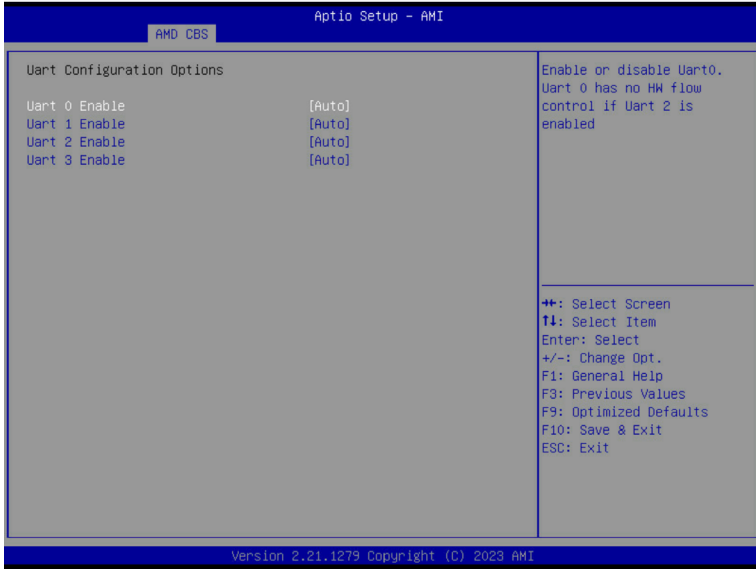 Aptio Setup - AMI
AMD CBS
Uart Configuration Options
Uart 0 Enable [Auto]
Uart 1 Enable [Auto]
Uart 2 Enable [Auto]
Uart 3 Enable [Auto]
Enable or disable Uart0.
Uart 0 has no HW flow
control if Uart 2 is
enabled
→←: Select Screen
↑↓: Select Item
Enter: Select
+/-: Change Opt.
F1: General Help
F3: Previous Values
F9: Optimized Defaults
F10: Save & Exit
ESC: Exit
Version 2.21.1279 Copyright (C) 2023 AMI